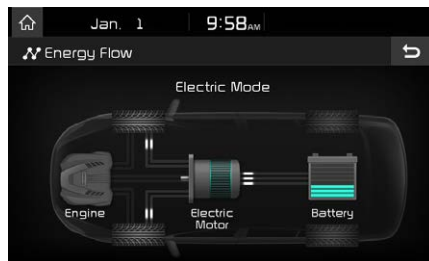 Jan. 1 9:58AM
Energy Flow
Electric Mode
Engine
Electric
Motor
Battery